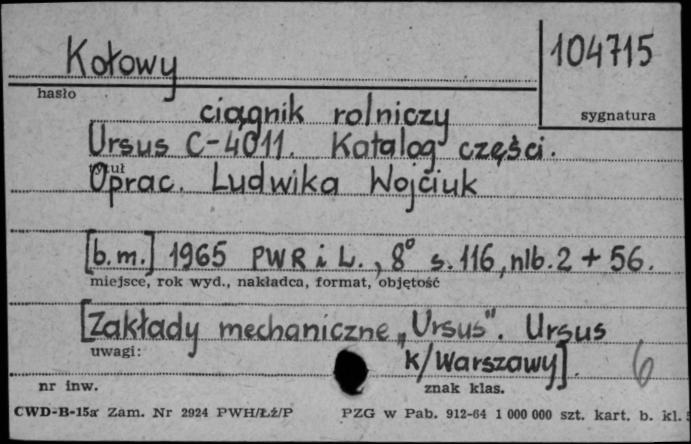 Kołowy
104715
hasło
sygnatura
ciągnik rolniczy
Ursus C-4011. Katalog części.
tytuł
Oprac. Ludwika Wojciuk
[b.m.] 1965 PWR i L., 8° s. 116, nlb. 2 + 56.
miejsce, rok wyd., nakładca, format, objętość
[Zakłady mechaniczne „Ursus". Ursus
uwagi:
k/Warszawy].
6
nr inw.
znak klas.
CWD-B-15a Zam. Nr 2924 PWH/Łź/P PZG w Pab. 912-64 1 000 000 szt. kart. b. kl.